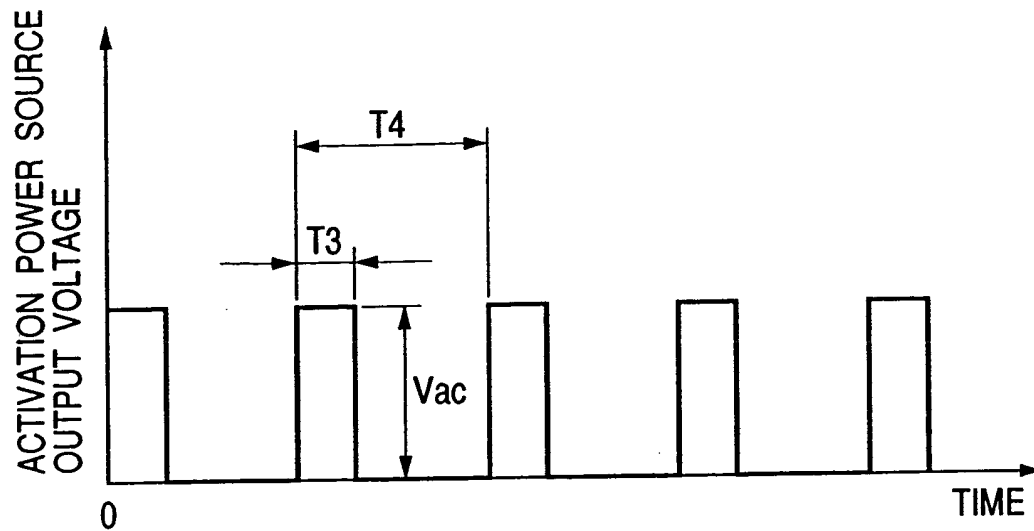 ACTIVATION POWER SOURCE
OUTPUT VOLTAGE
T4
T3
Vac
0
TIME